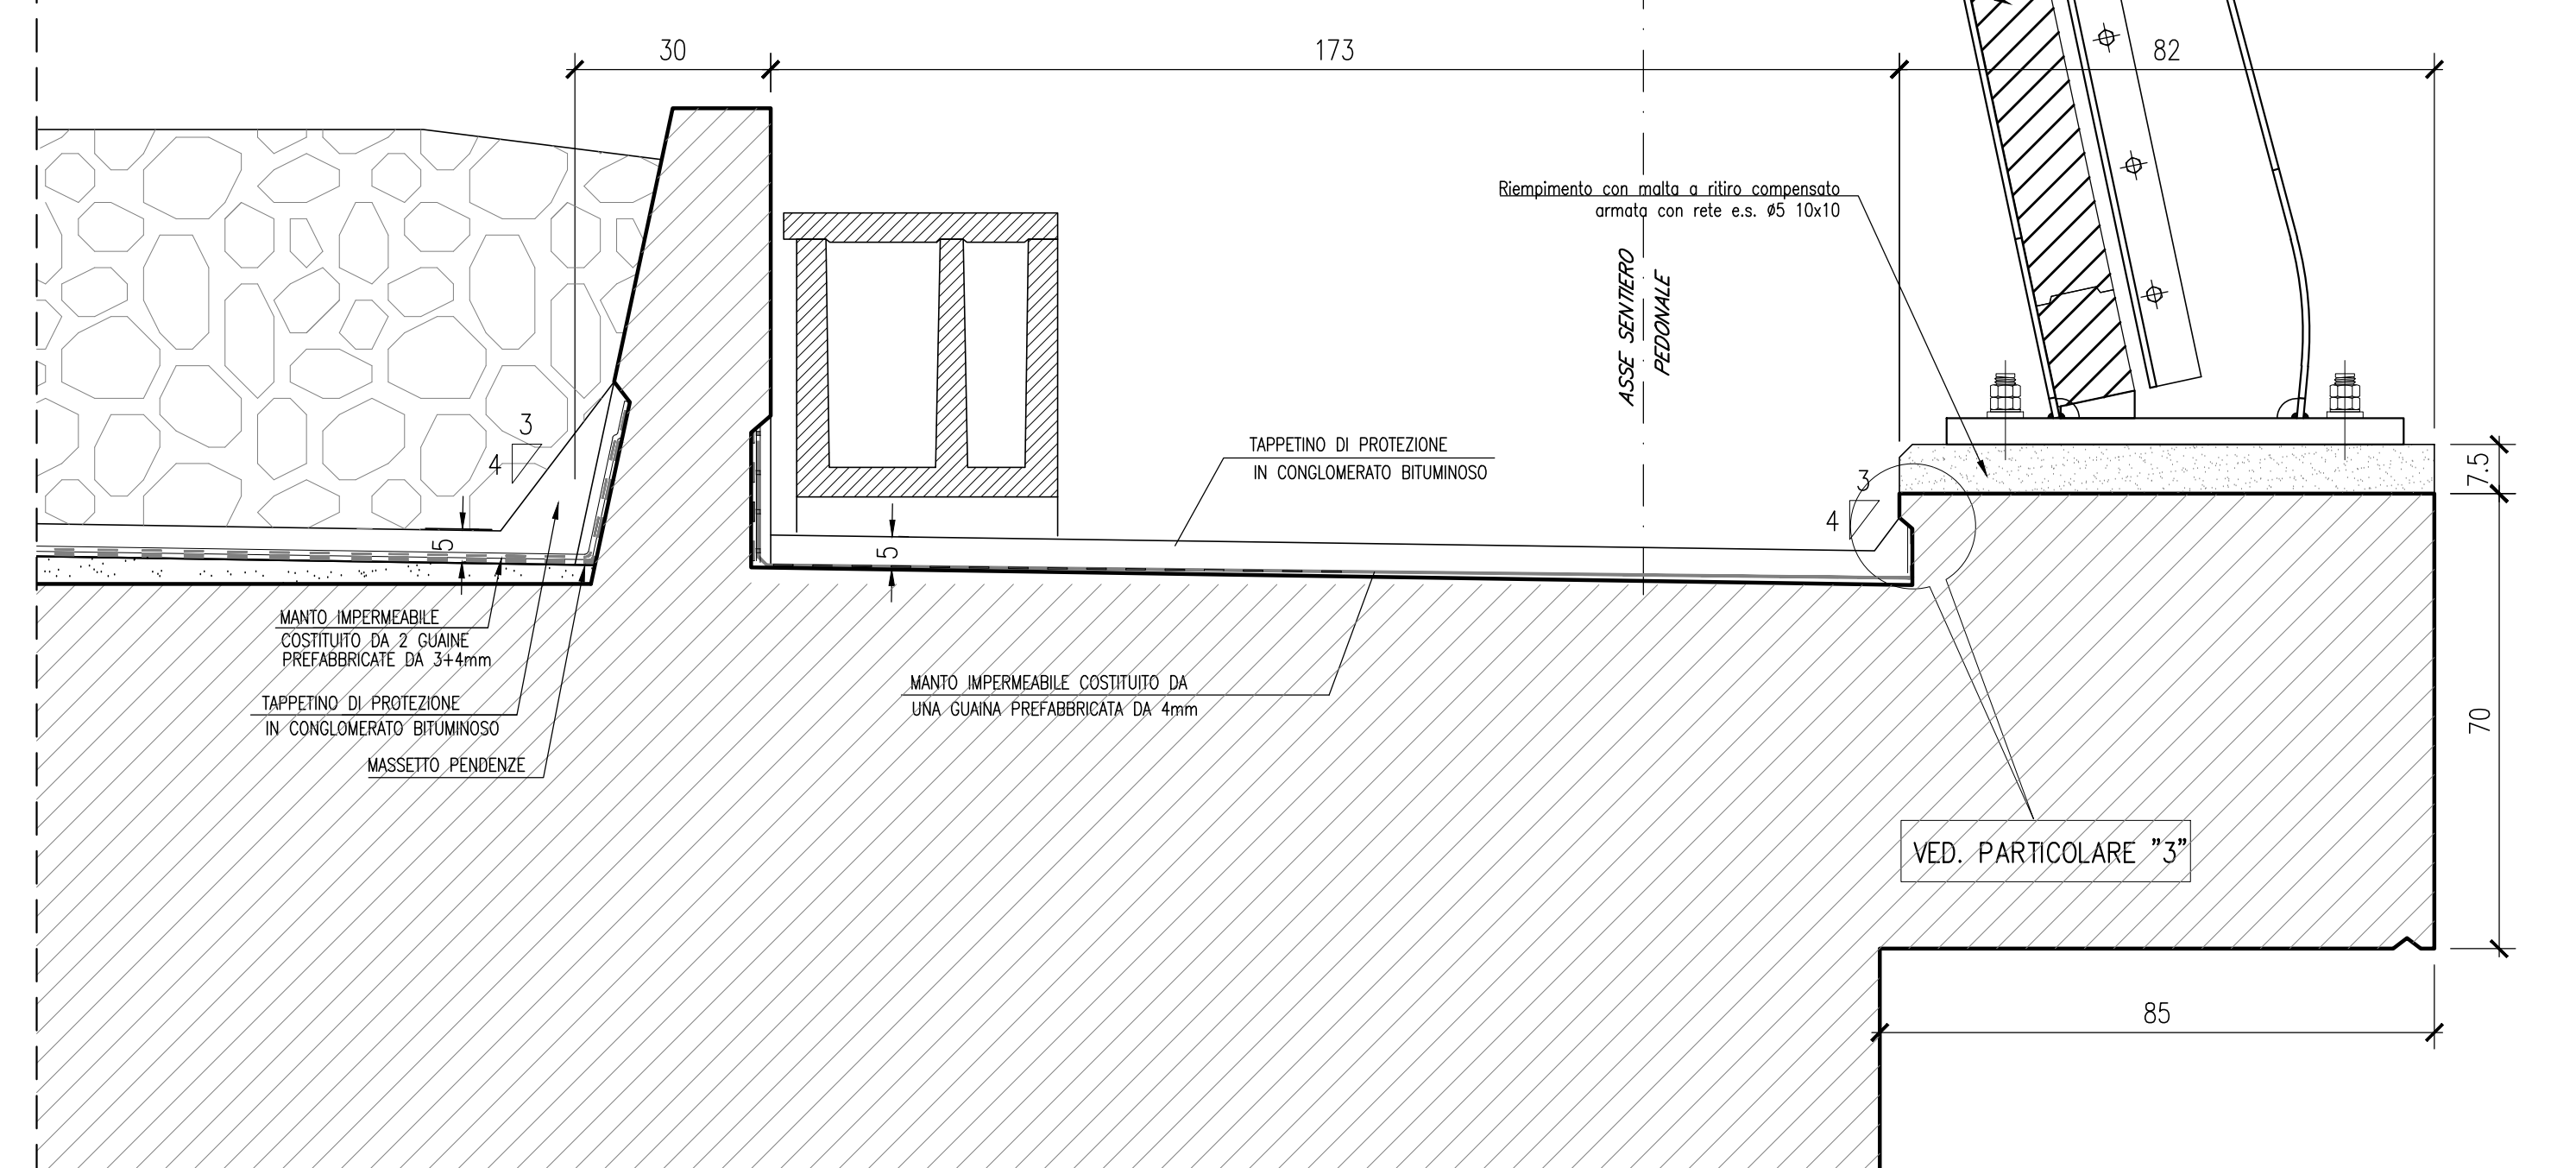 30
173
82
Riempimento con malta a ritiro compensato
armata con rete e.s. ø5 10x10
ASSE SENTIERO
PEDONALE
3
4
TAPPETINO DI PROTEZIONE
IN CONGLOMERATO BITUMINOSO
3
4
7.5
5
5
MANTO IMPERMEABILE
COSTITUITO DA 2 GUAINE
PREFABBRICATE DA 3+4mm
TAPPETINO DI PROTEZIONE
IN CONGLOMERATO BITUMINOSO
MASSETTO PENDENZE
MANTO IMPERMEABILE COSTITUITO DA
UNA GUAINA PREFABBRICATA DA 4mm
70
VED. PARTICOLARE "3"
85